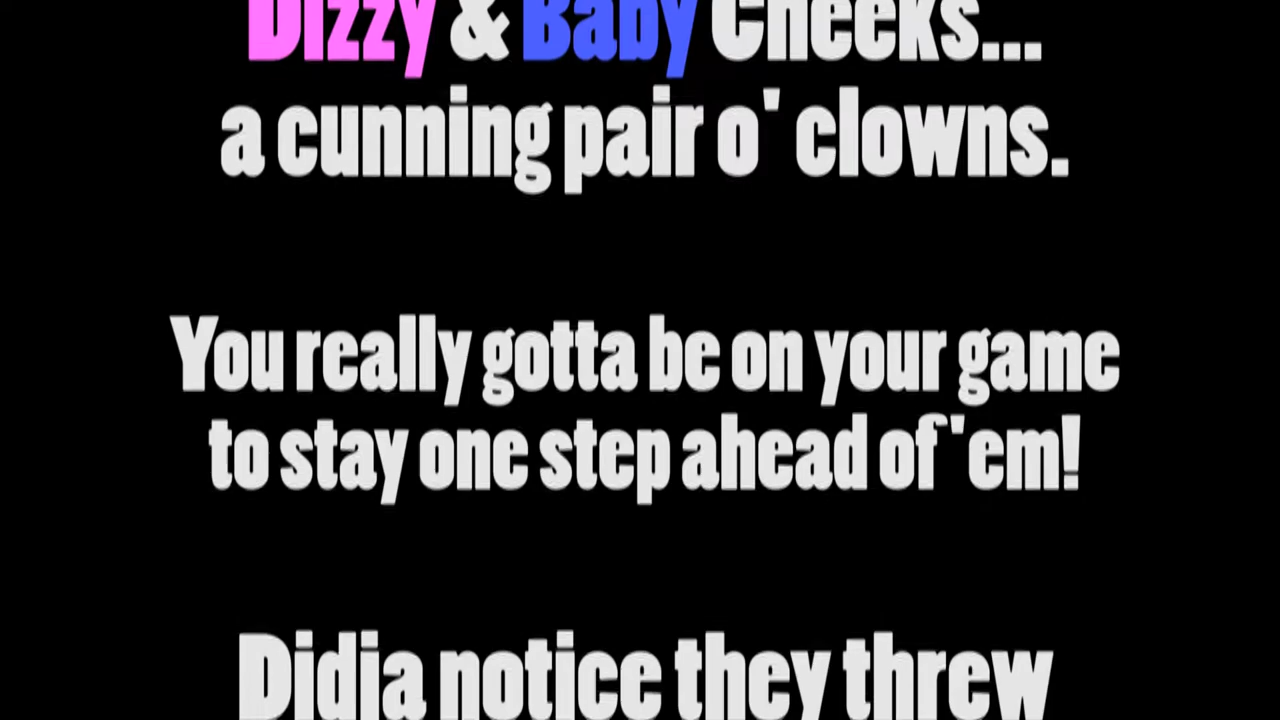 Dizzy & Baby Cheeks...
a cunning pair o' clowns.
You really gotta be on your game
to stay one step ahead of 'em!
Didja notice they threw